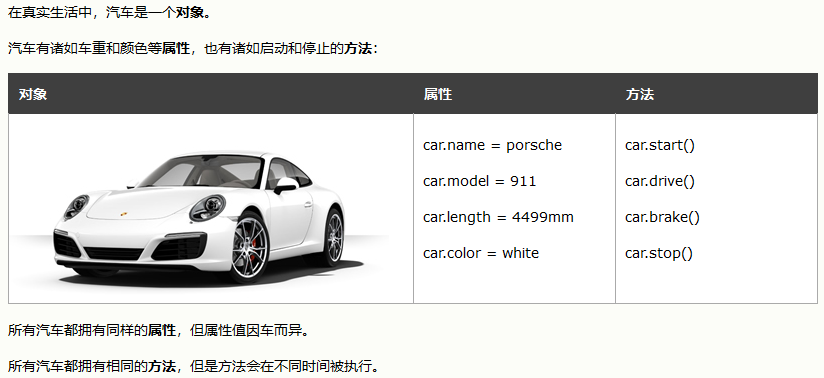 在真实生活中，汽车是一个对象。
汽车有诸如车重和颜色等属性，也有诸如启动和停止的方法：
对象 属性 方法
car.name = porsche car.start()
car.model = 911 car.drive()
car.length = 4499mm car.brake()
car.color = white car.stop()
所有汽车都拥有同样的属性，但属性值因车而异。
所有汽车都拥有相同的方法，但是方法会在不同时间被执行。